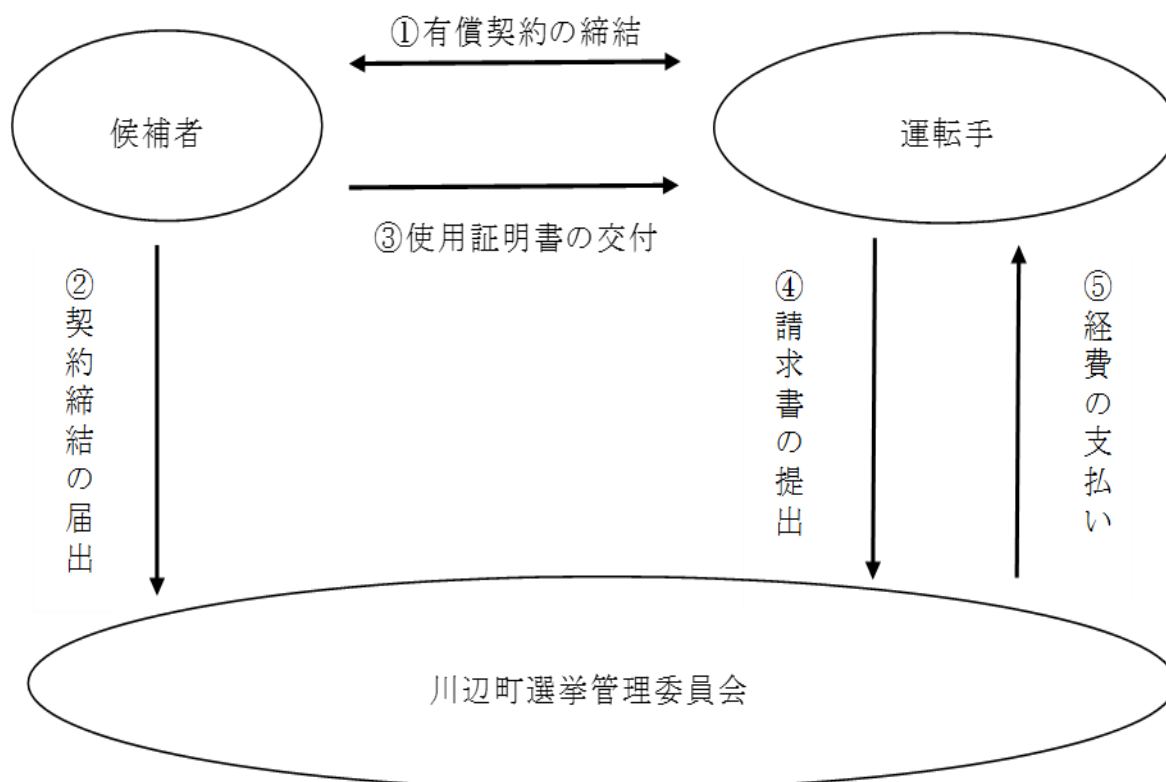 ①有償契約の締結
候補者
運転手
③使用証明書の交付
②契約締結の届出
④請求書の提出
⑤経費の支払い
川辺町選挙管理委員会